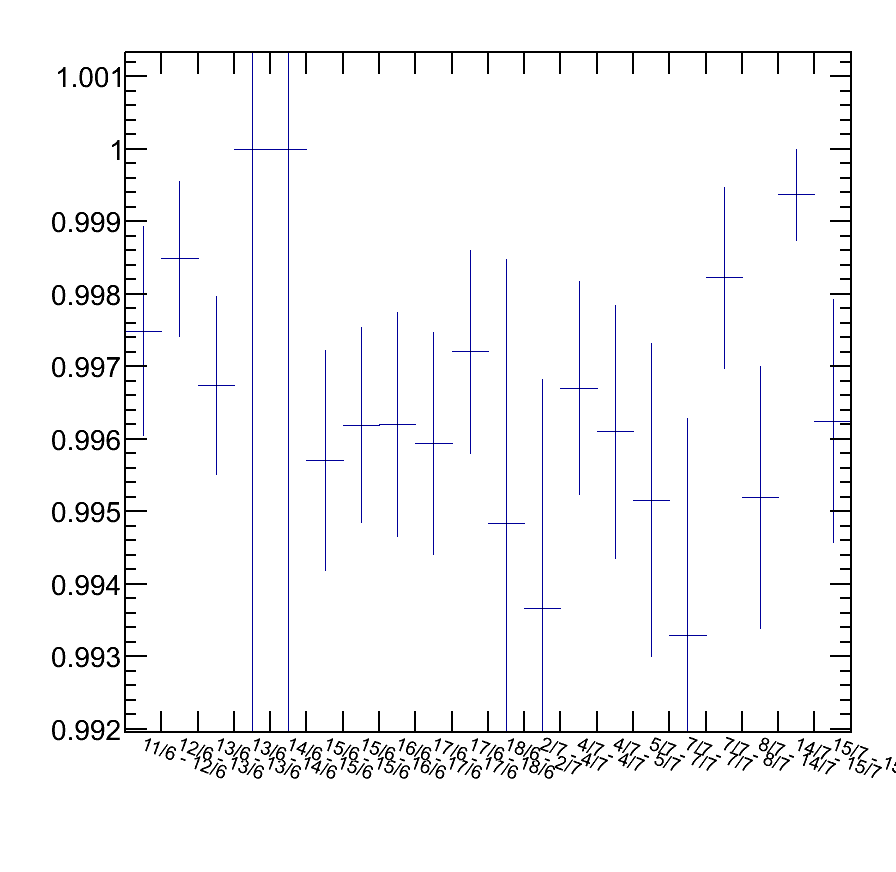 1.001
1
0.999
0.998
0.997
0.996
0.995
0.994
0.993
0.992
11/6 - 12/6
12/6 - 13/6
13/6 - 13/6
13/6 - 14/6
14/6 - 15/6
15/6 - 15/6
15/6 - 16/6
16/6 - 17/6
17/6 - 17/6
17/6 - 18/6
18/6 - 2/7
2/7 - 4/7
4/7 - 4/7
4/7 - 5/7
5/7 - 7/7
7/7 - 7/7
7/7 - 8/7
8/7 - 14/7
14/7 - 15/7
15/7 - 15